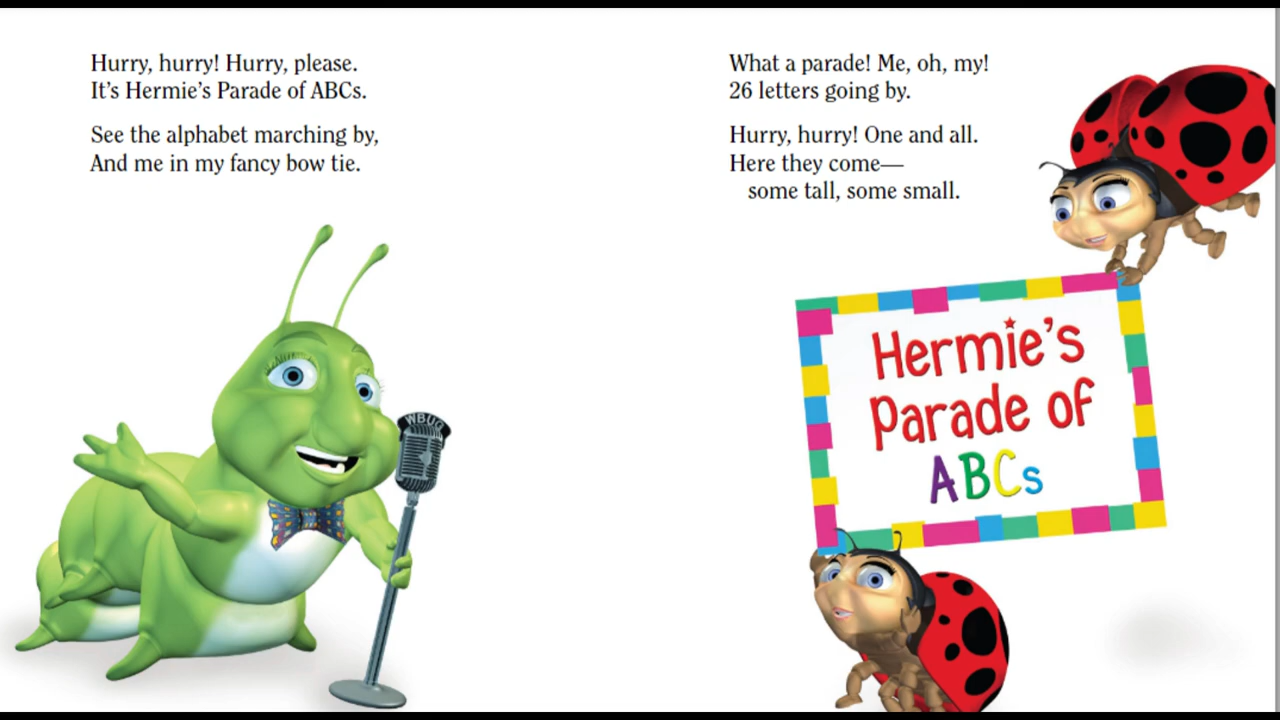 Hurry, hurry! Hurry, please.
It’s Hermie’s Parade of ABCs.
See the alphabet marching by,
And me in my fancy bow tie.
WBUG
What a parade! Me, oh, my!
26 letters going by.
Hurry, hurry! One and all.
Here they come—
some tall, some small.
Hermie’s
Parade of
ABCs